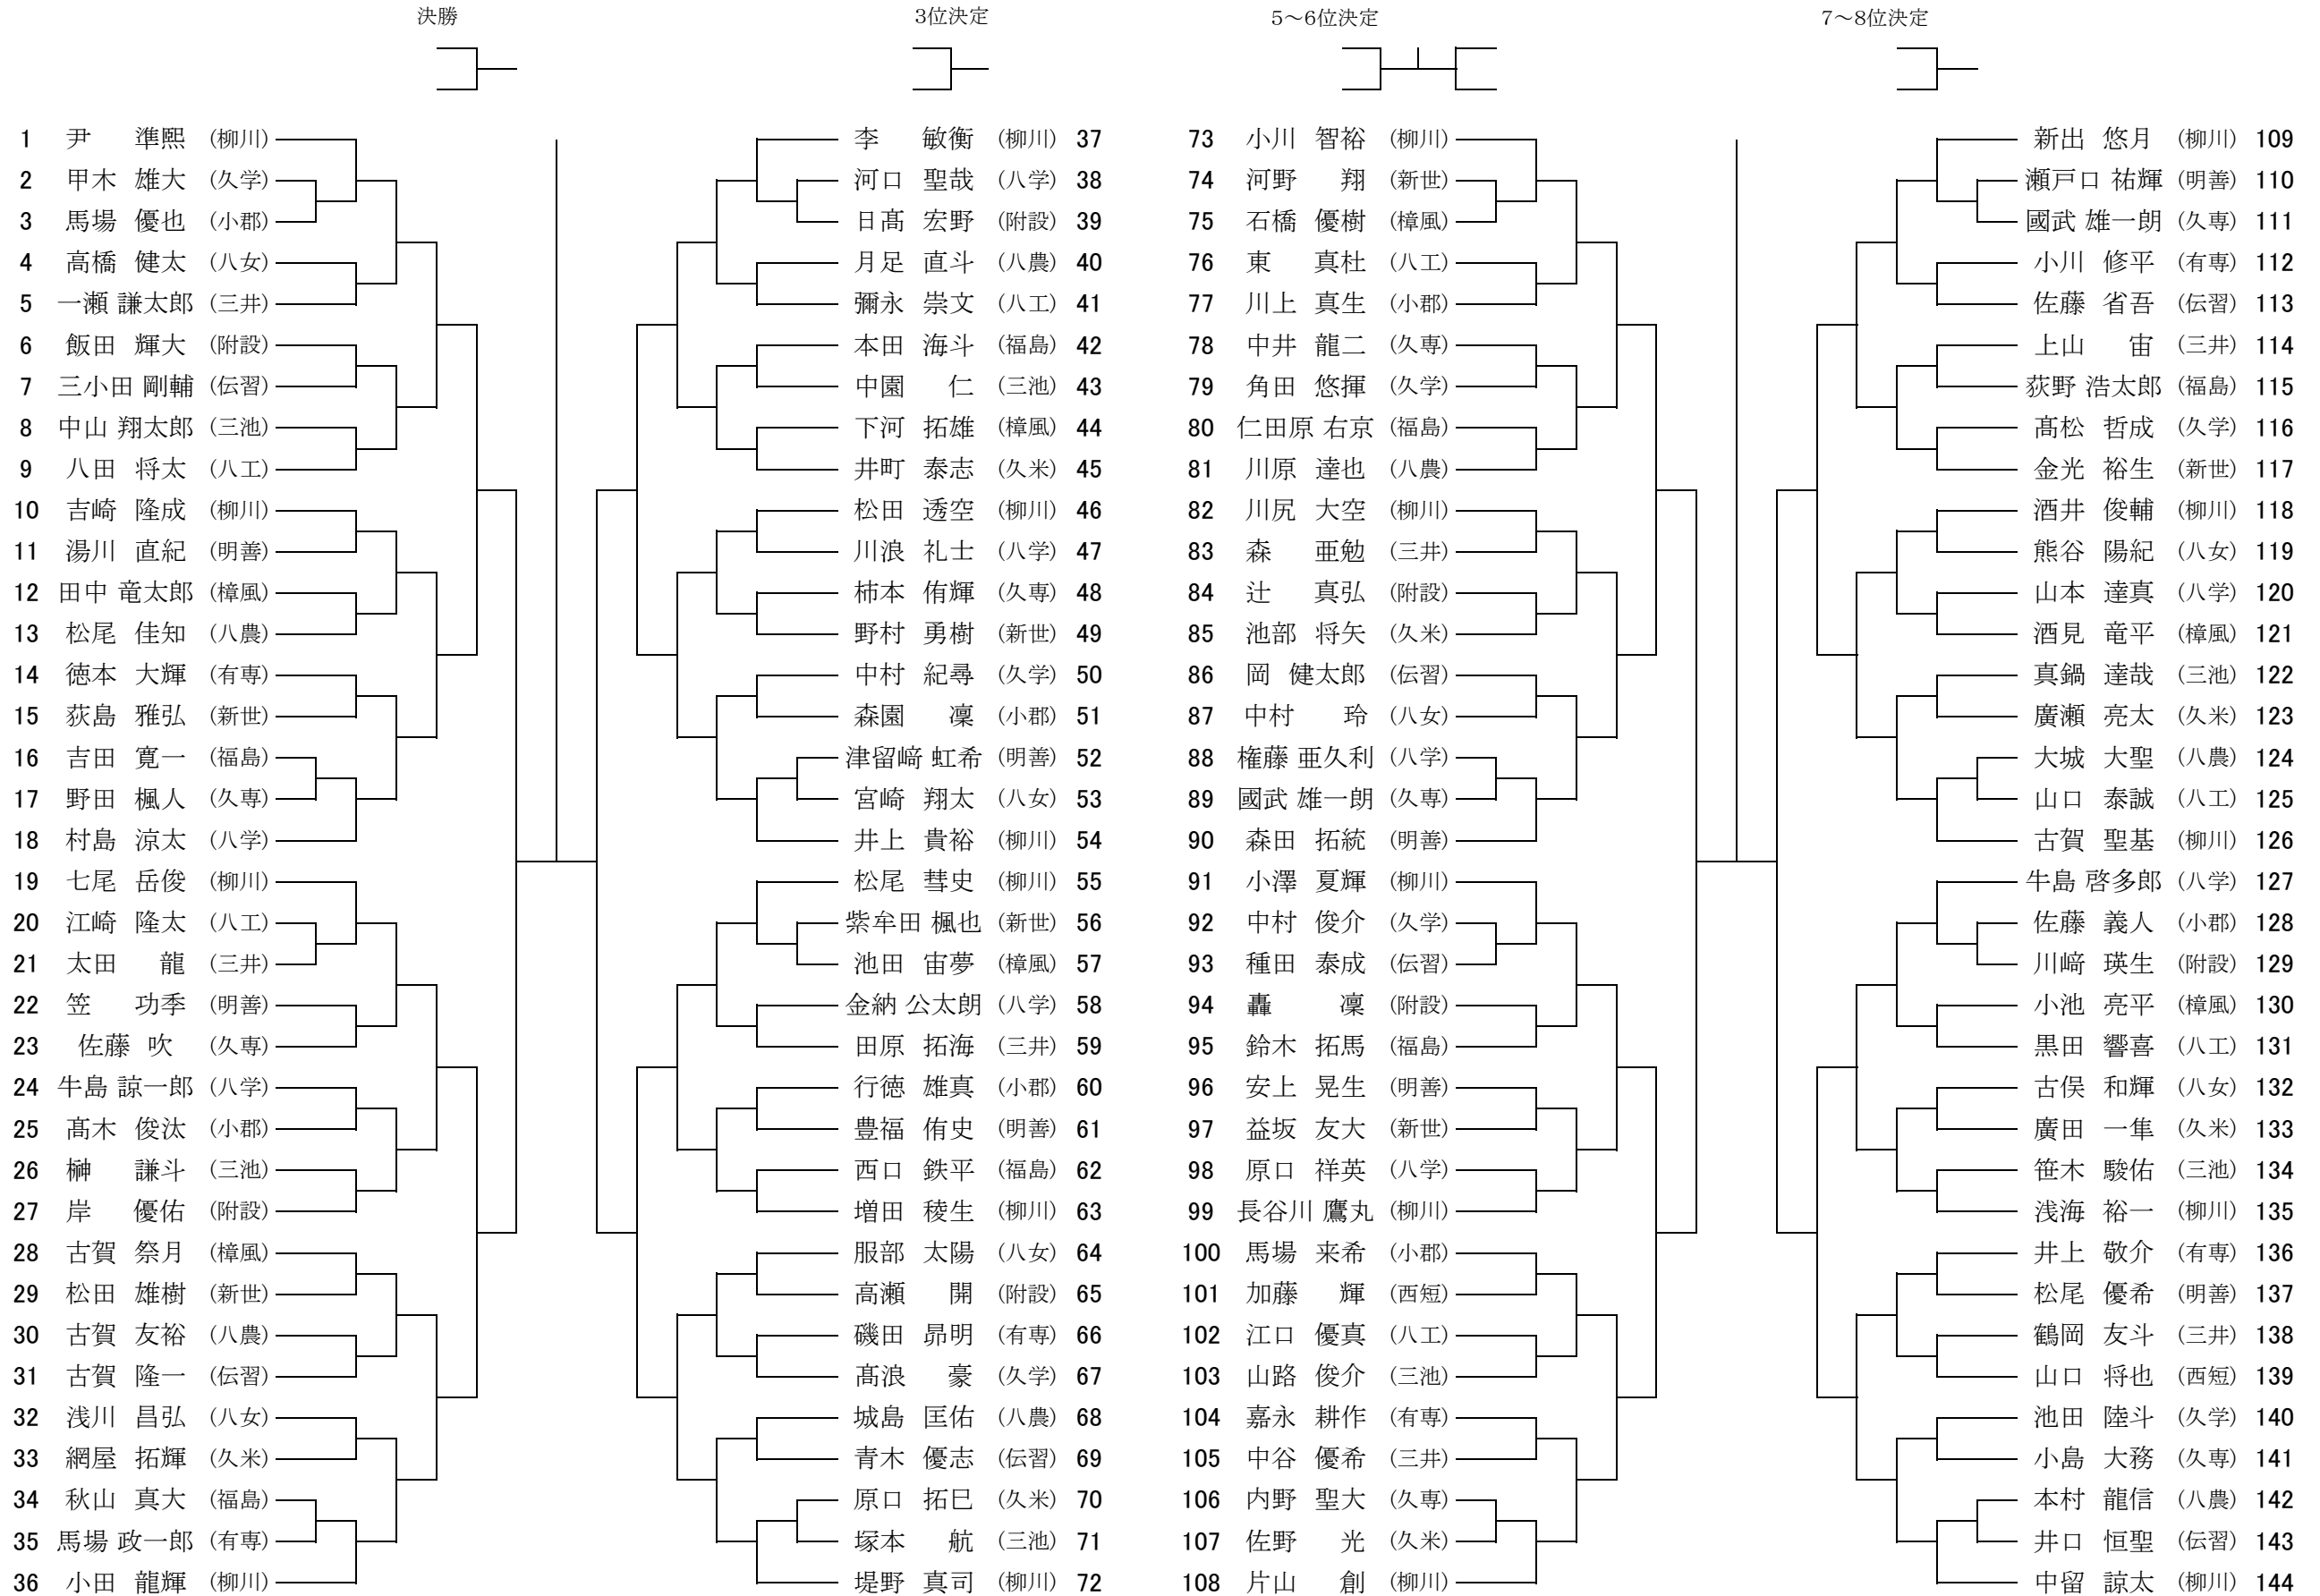 決勝 3位決定 5～6位決定 7～8位決定
1 尹 準熙 (柳川) 李 敏衡 (柳川) 37 73 小川 智裕 (柳川) 新出 悠月 (柳川) 109
2 甲木 雄大 (久学) 河口 聖哉 (八学) 38 74 河野 翔 (新世) 瀬戸口 祐輝 (明善) 110
3 馬場 優也 (小郡) 日髙 宏野 (附設) 39 75 石橋 優樹 (樟風) 國武 雄一朗 (久専) 111
4 高橋 健太 (八女) 月足 直斗 (八農) 40 76 東 真杜 (八工) 小川 修平 (有専) 112
5 一瀬 謙太郎 (三井) 彌永 崇文 (八工) 41 77 川上 真生 (小郡) 佐藤 省吾 (伝習) 113
6 飯田 輝大 (附設) 本田 海斗 (福島) 42 78 中井 龍二 (久専) 上山 宙 (三井) 114
7 三小田 剛輔 (伝習) 中園 仁 (三池) 43 79 角田 悠揮 (久学) 荻野 浩太郎 (福島) 115
8 中山 翔太郎 (三池) 下河 拓雄 (樟風) 44 80 仁田原 右京 (福島) 髙松 哲成 (久学) 116
9 八田 将太 (八工) 井町 泰志 (久米) 45 81 川原 達也 (八農) 金光 裕生 (新世) 117
10 吉崎 隆成 (柳川) 松田 透空 (柳川) 46 82 川尻 大空 (柳川) 酒井 俊輔 (柳川) 118
11 湯川 直紀 (明善) 川浪 礼士 (八学) 47 83 森 亜勉 (三井) 熊谷 陽紀 (八女) 119
12 田中 竜太郎 (樟風) 柿本 侑輝 (久専) 48 84 辻 真弘 (附設) 山本 達真 (八学) 120
13 松尾 佳知 (八農) 野村 勇樹 (新世) 49 85 池部 将矢 (久米) 酒見 竜平 (樟風) 121
14 徳本 大輝 (有専) 中村 紀尋 (久学) 50 86 岡 健太郎 (伝習) 真鍋 達哉 (三池) 122
15 荻島 雅弘 (新世) 森園 凜 (小郡) 51 87 中村 玲 (八女) 廣瀬 亮太 (久米) 123
16 吉田 寛一 (福島) 津留﨑 虹希 (明善) 52 88 権藤 亜久利 (八学) 大城 大聖 (八農) 124
17 野田 楓人 (久専) 宮崎 翔太 (八女) 53 89 國武 雄一朗 (久専) 山口 泰誠 (八工) 125
18 村島 涼太 (八学) 井上 貴裕 (柳川) 54 90 森田 拓統 (明善) 古賀 聖基 (柳川) 126
19 七尾 岳俊 (柳川) 松尾 彗史 (柳川) 55 91 小澤 夏輝 (柳川) 牛島 啓多郎 (八学) 127
20 江崎 隆太 (八工) 紫牟田 楓也 (新世) 56 92 中村 俊介 (久学) 佐藤 義人 (小郡) 128
21 太田 龍 (三井) 池田 宙夢 (樟風) 57 93 種田 泰成 (伝習) 川﨑 瑛生 (附設) 129
22 笠 功季 (明善) 金納 公太朗 (八学) 58 94 轟 凜 (附設) 小池 亮平 (樟風) 130
23 佐藤 吹 (久専) 田原 拓海 (三井) 59 95 鈴木 拓馬 (福島) 黒田 響喜 (八工) 131
24 牛島 諒一郎 (八学) 行徳 雄真 (小郡) 60 96 安上 晃生 (明善) 古俣 和輝 (八女) 132
25 髙木 俊汰 (小郡) 豊福 侑史 (明善) 61 97 益坂 友大 (新世) 廣田 一隼 (久米) 133
26 榊 謙斗 (三池) 西口 鉄平 (福島) 62 98 原口 祥英 (八学) 笹木 駿佑 (三池) 134
27 岸 優佑 (附設) 増田 稜生 (柳川) 63 99 長谷川 鷹丸 (柳川) 浅海 裕一 (柳川) 135
28 古賀 祭月 (樟風) 服部 太陽 (八女) 64 100 馬場 来希 (小郡) 井上 敬介 (有専) 136
29 松田 雄樹 (新世) 高瀬 開 (附設) 65 101 加藤 輝 (西短) 松尾 優希 (明善) 137
30 古賀 友裕 (八農) 磯田 昴明 (有専) 66 102 江口 優真 (八工) 鶴岡 友斗 (三井) 138
31 古賀 隆一 (伝習) 髙浪 豪 (久学) 67 103 山路 俊介 (三池) 山口 将也 (西短) 139
32 浅川 昌弘 (八女) 城島 匡佑 (八農) 68 104 嘉永 耕作 (有専) 池田 陸斗 (久学) 140
33 網屋 拓輝 (久米) 青木 優志 (伝習) 69 105 中谷 優希 (三井) 小島 大務 (久専) 141
34 秋山 真大 (福島) 原口 拓巳 (久米) 70 106 内野 聖大 (久専) 本村 龍信 (八農) 142
35 馬場 政一郎 (有専) 塚本 航 (三池) 71 107 佐野 光 (久米) 井口 恒聖 (伝習) 143
36 小田 龍輝 (柳川) 堤野 真司 (柳川) 72 108 片山 創 (柳川) 中留 諒太 (柳川) 144